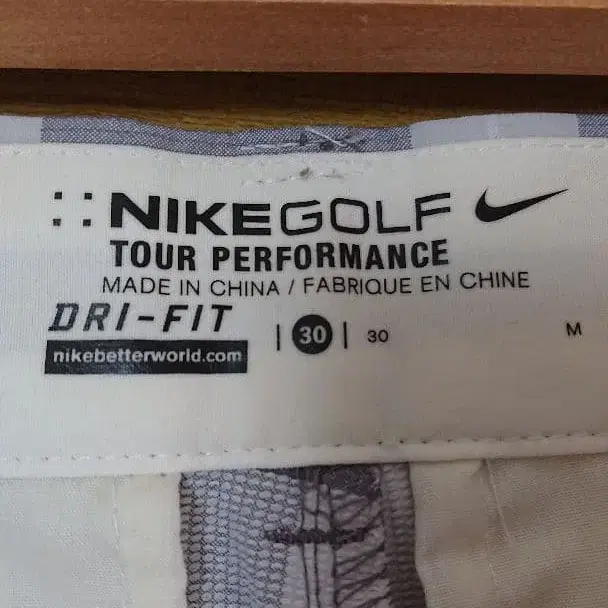 NIKEGOLF
TOUR PERFORMANCE
MADE IN CHINA / FABRIQUE EN CHINE
DRI-FIT
nikebetterworld.com
| 30 | 30 M